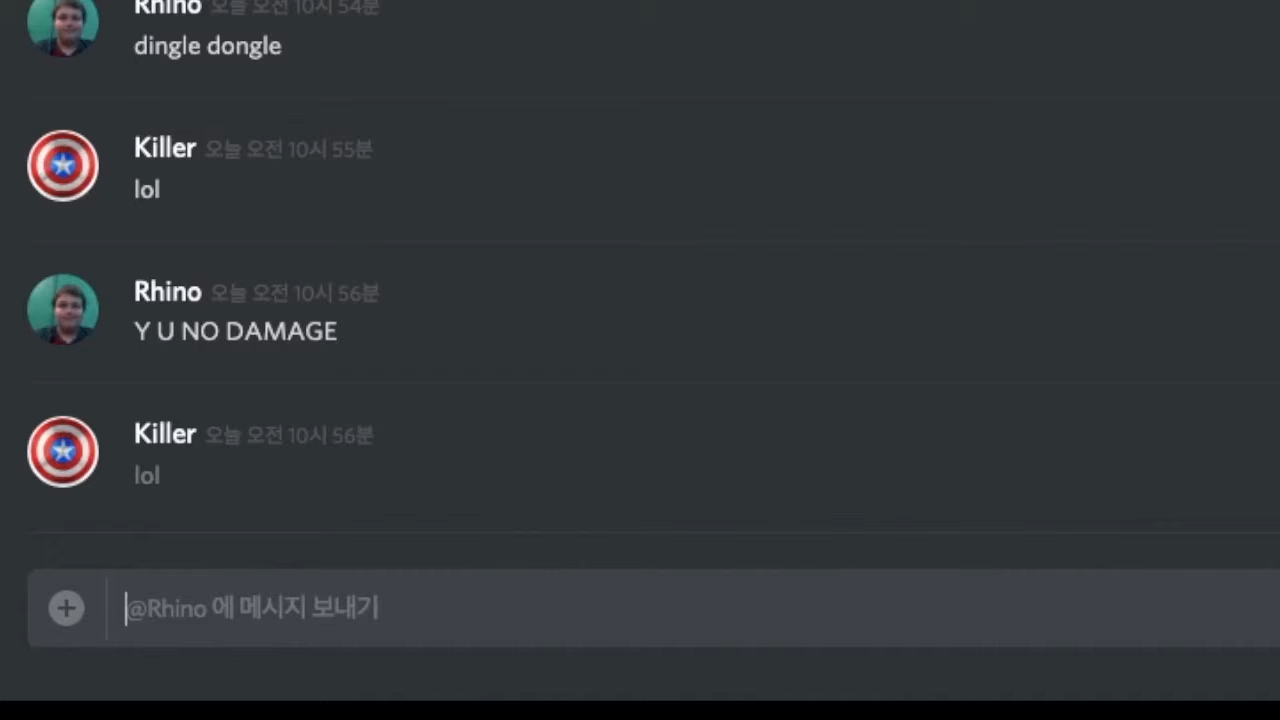 Rhino 오늘 오전 10시 54분
dingle dongle
Killer 오늘 오전 10시 55분
lol
Rhino 오늘 오전 10시 56분
Y U NO DAMAGE
Killer 오늘 오전 10시 56분
lol
@Rhino 에 메시지 보내기